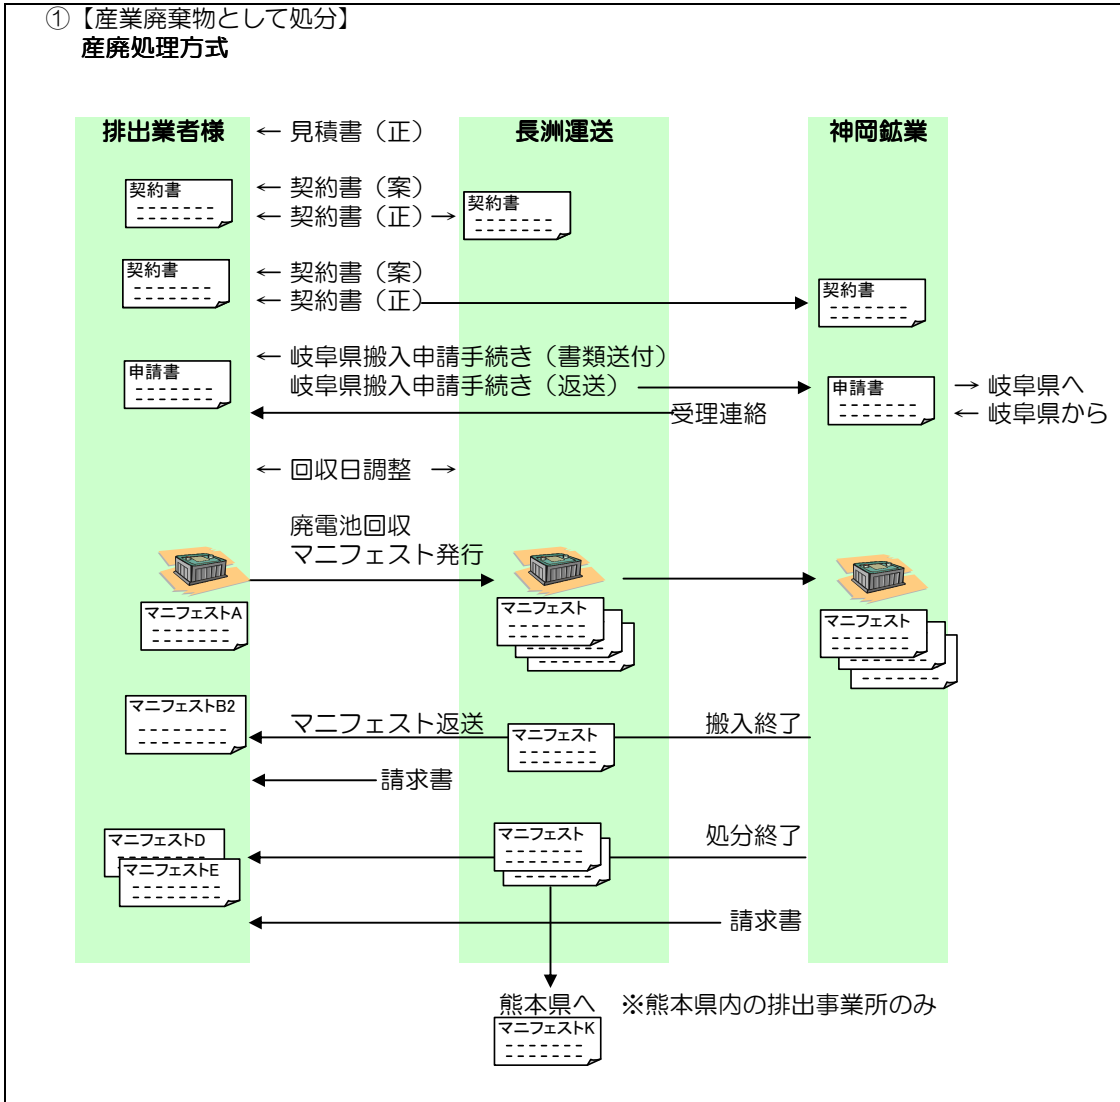 ①【産業廃棄物として処分】
産廃処理方式
排出業者様 ← 見積書（正） 長洲運送 神岡鉱業
契約書 ← 契約書（案）
← 契約書（正）→ 契約書
契約書 ← 契約書（案）
← 契約書（正） 契約書
← 岐阜県搬入申請手続き（書類送付）
申請書 岐阜県搬入申請手続き（返送） 申請書 → 岐阜県へ
受理連絡 ← 岐阜県から
← 回収日調整 →
廃電池回収
マニフェスト発行
マニフェストA マニフェスト マニフェスト
マニフェストB2 マニフェスト返送 マニフェスト 搬入終了
請求書
マニフェストD マニフェスト 処分終了
マニフェストE
請求書
熊本県へ ※熊本県内の排出事業所のみ
マニフェストK